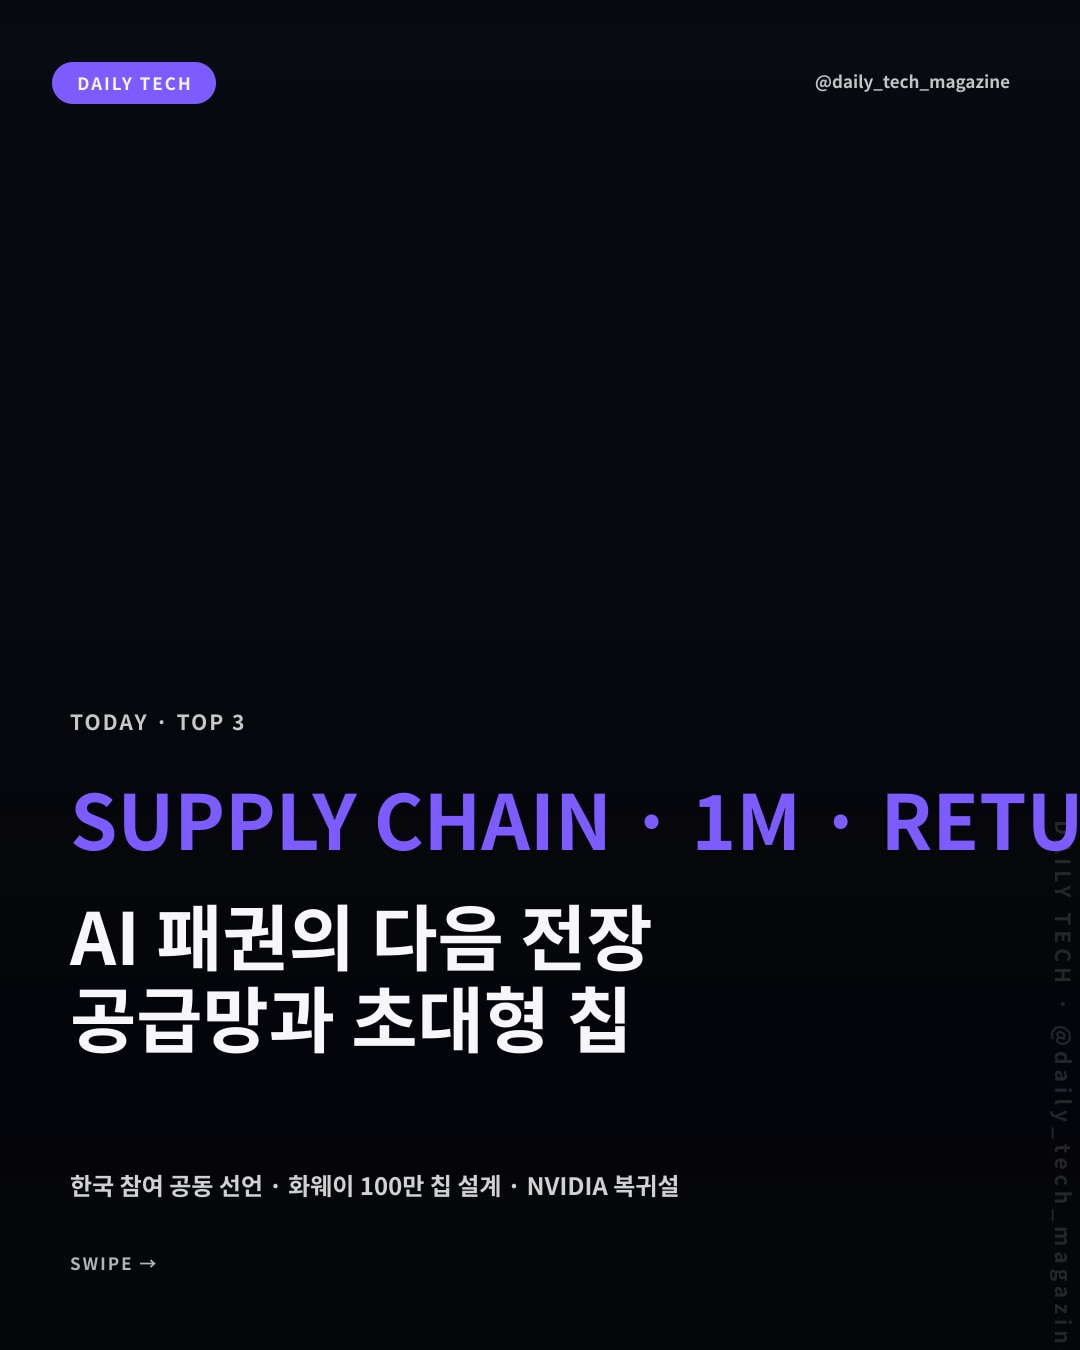 DAILY TECH
@daily_tech_magazine
TODAY · TOP 3
SUPPLY CHAIN · 1M · RETU
AI 패권의 다음 전장
공급망과 초대형 칩
한국 참여 공동 선언 · 화웨이 100만 칩 설계 · NVIDIA 복귀설
SWIPE →
DAILY TECH · @daily_tech_magazin